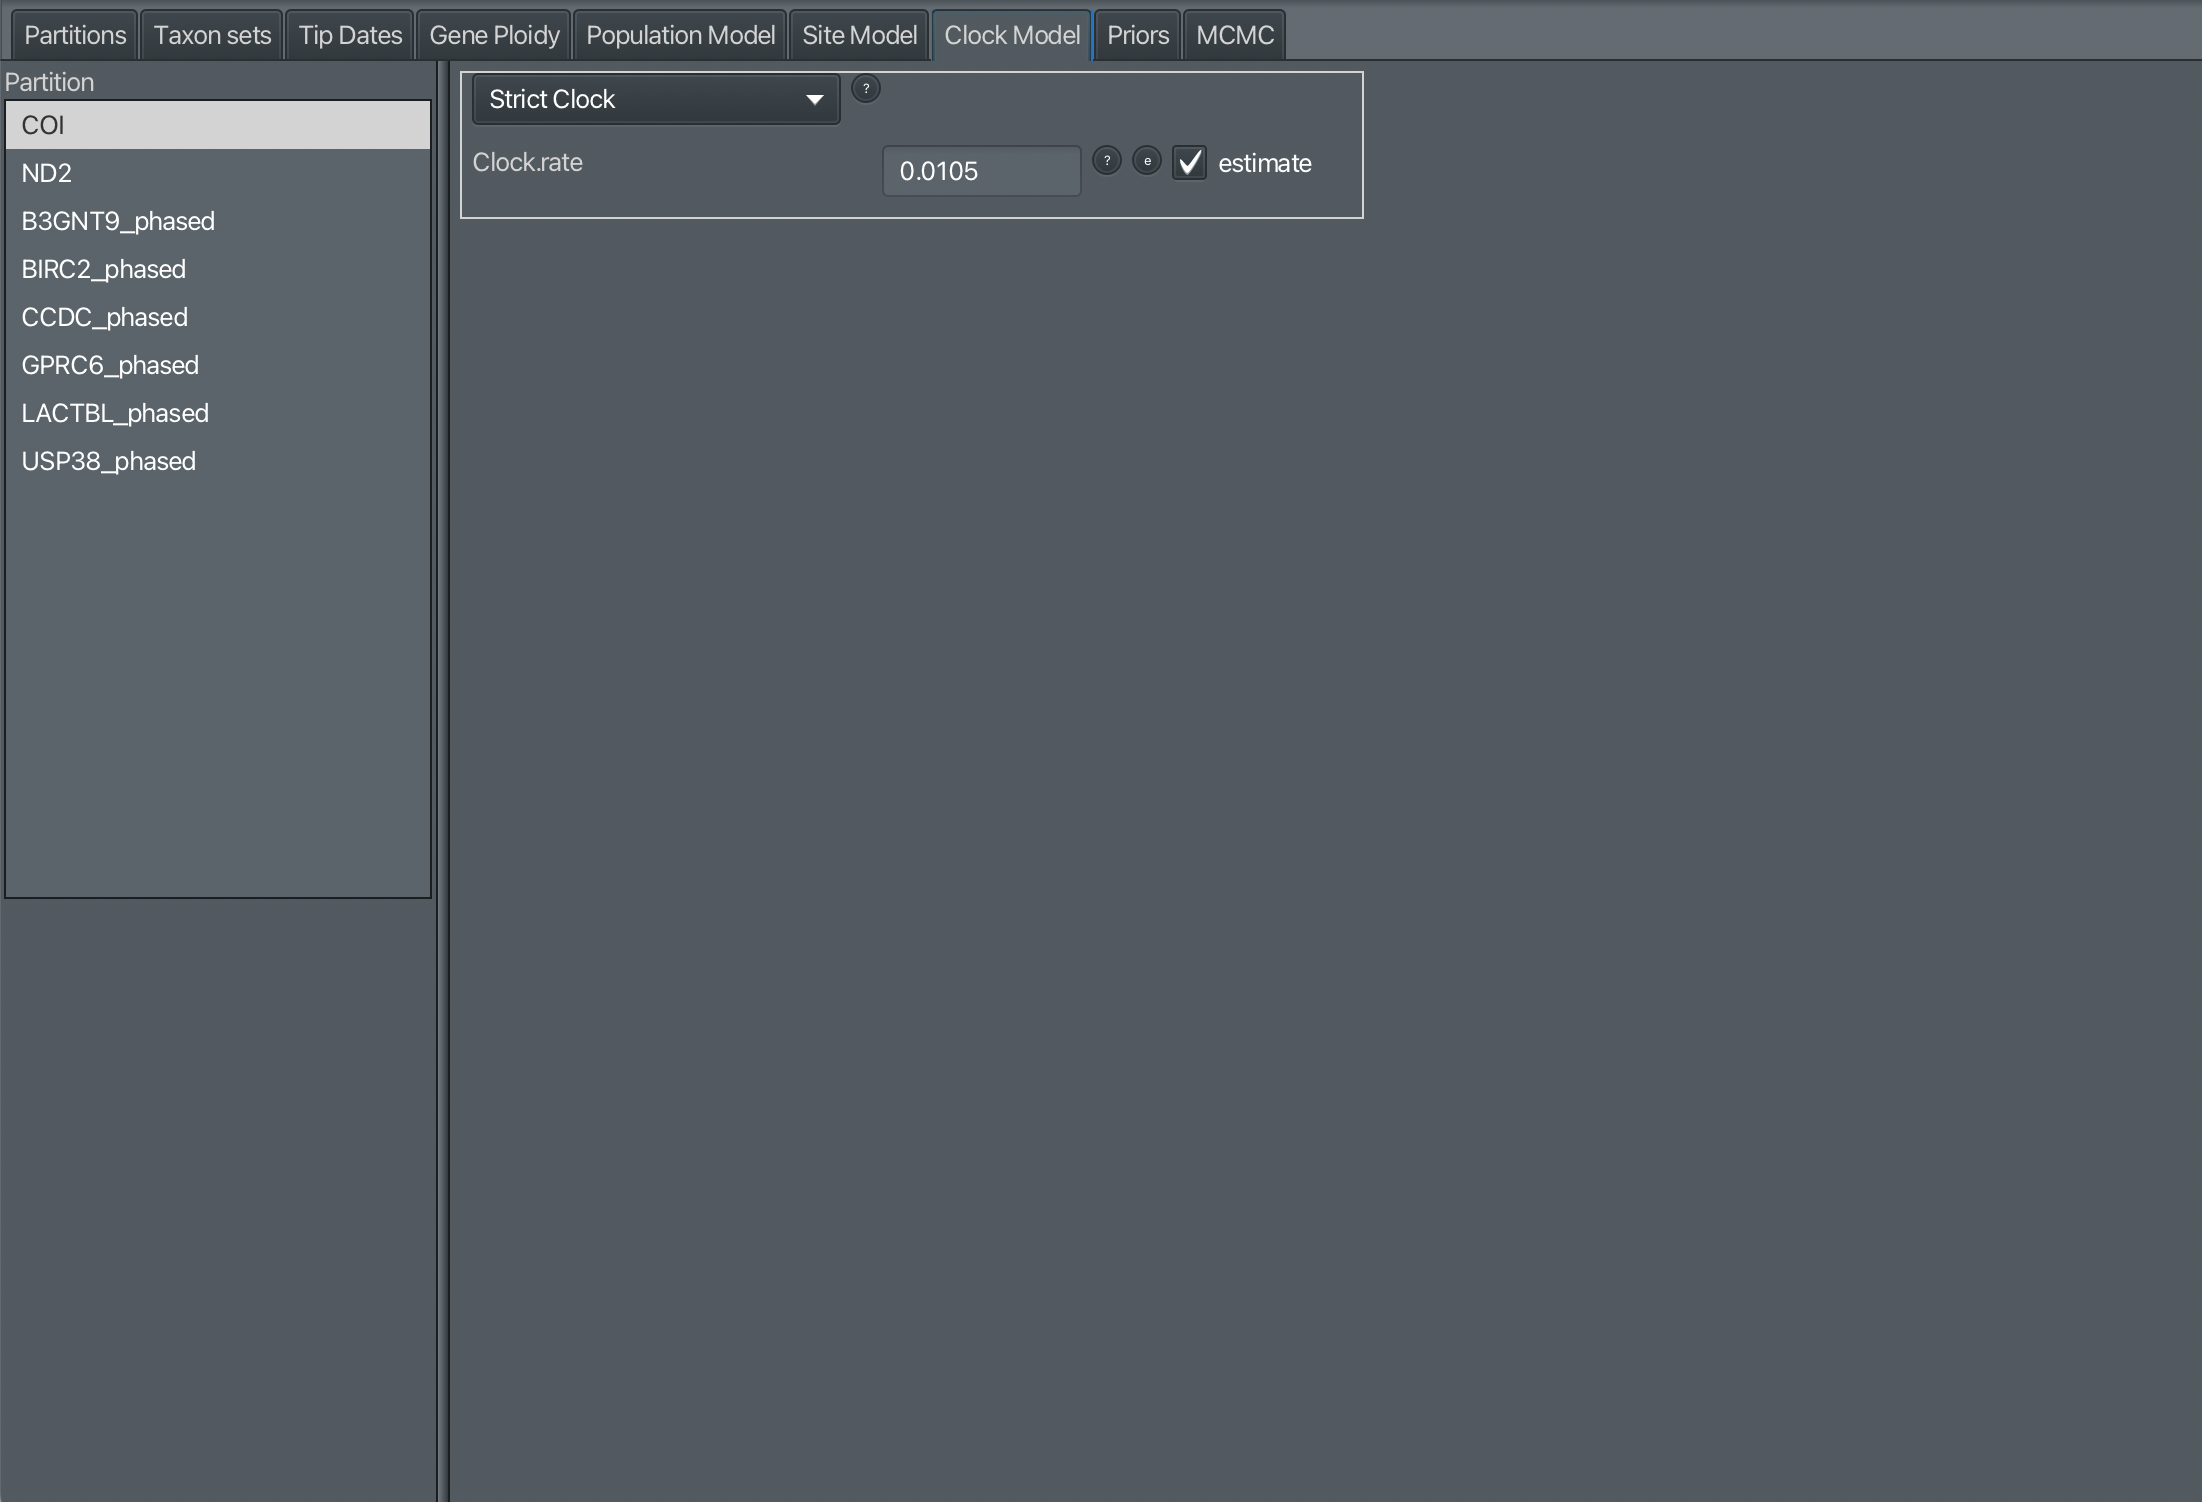 Partitions Taxon sets Tip Dates Gene Ploidy Population Model Site Model Clock Model Priors MCMC
Partition
COI
ND2
B3GNT9_phased
BIRC2_phased
CCDC_phased
GPRC6_phased
LACTBL_phased
USP38_phased
Strict Clock ?
Clock.rate 0.0105 ? e estimate